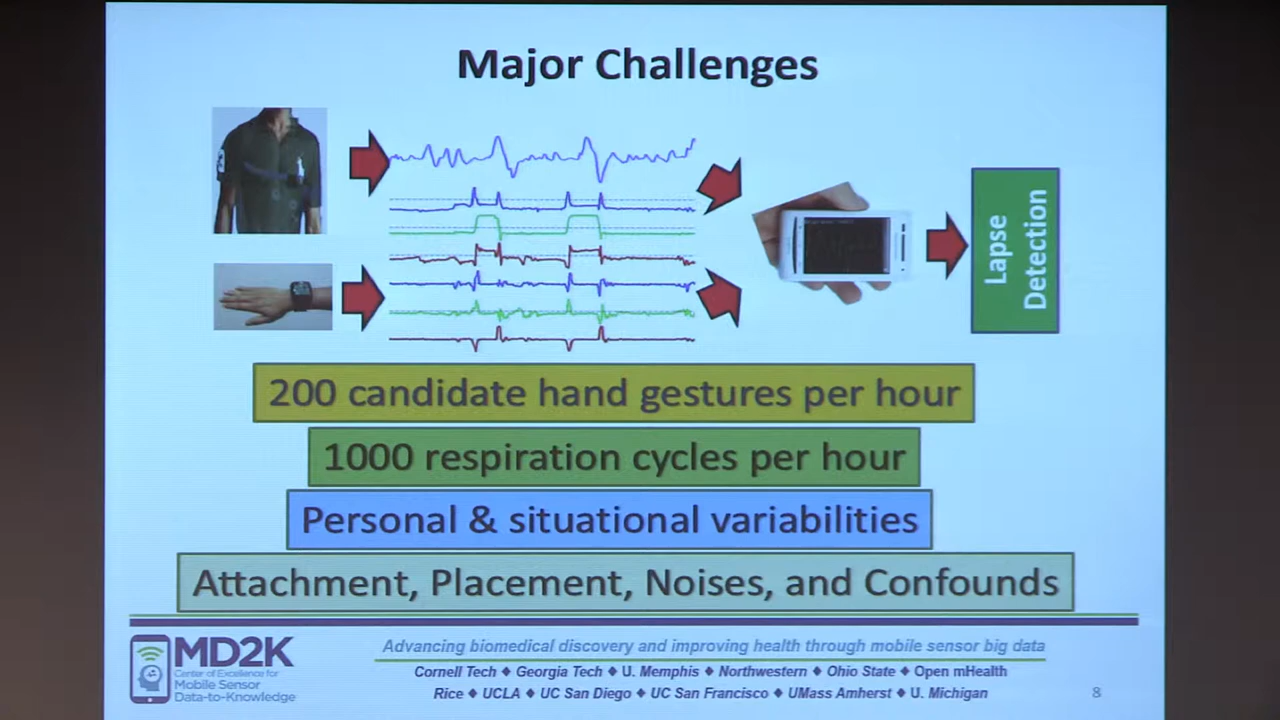 Major Challenges
Lapse
Detection
200 candidate hand gestures per hour
1000 respiration cycles per hour
Personal & situational variabilities
Attachment, Placement, Noises, and Confounds
MD2K
Center of Excellence for
Mobile Sensor
Data-to-Knowledge
Advancing biomedical discovery and improving health through mobile sensor big data
Cornell Tech ◆ Georgia Tech ◆ U. Memphis ◆ Northwestern ◆ Ohio State ◆ Open mHealth
Rice ◆ UCLA ◆ UC San Diego ◆ UC San Francisco ◆ UMass Amherst ◆ U. Michigan
8